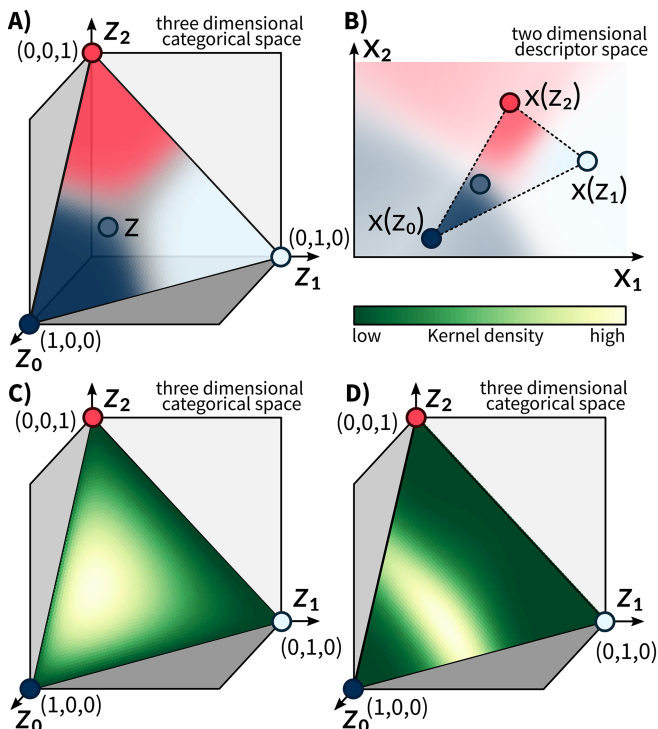 A)
three dimensional
categorical space
Z2
(0,0,1)
Z
(0,1,0)
Z1
(1,0,0)
Z0
B)
X2
two dimensional
descriptor space
X(Z2)
X(Z1)
X(Z0)
X1
low Kernel density high
C)
three dimensional
categorical space
Z2
(0,0,1)
Z1
(0,1,0)
(1,0,0)
Z0
D)
three dimensional
categorical space
Z2
(0,0,1)
Z1
(0,1,0)
(1,0,0)
Z0